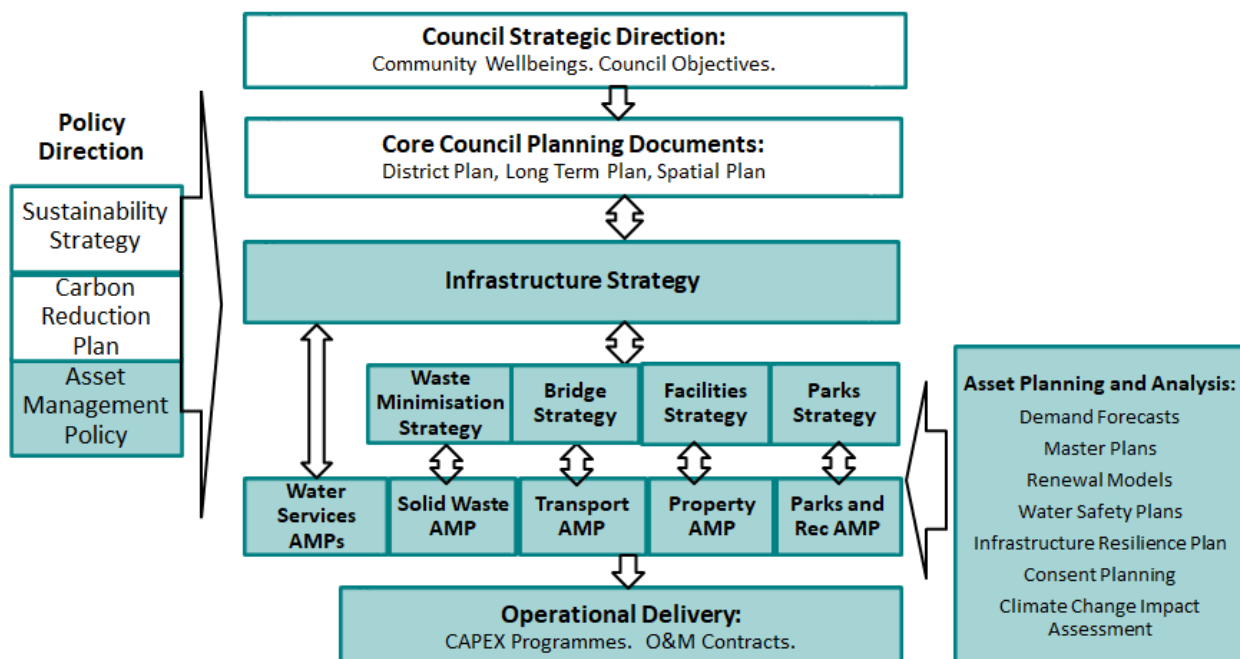 Council Strategic Direction:
Community Wellbeings. Council Objectives.
Policy
Direction
Core Council Planning Documents:
District Plan, Long Term Plan, Spatial Plan
Sustainability
Strategy
Carbon
Reduction
Plan
Asset
Management
Policy
Infrastructure Strategy
Waste
Minimisation
Strategy
Bridge
Strategy
Facilities
Strategy
Parks
Strategy
Water
Services
AMPs
Solid Waste
AMP
Transport
AMP
Property
AMP
Parks and
Rec AMP
Asset Planning and Analysis:
Demand Forecasts
Master Plans
Renewal Models
Water Safety Plans
Infrastructure Resilience Plan
Consent Planning
Climate Change Impact
Assessment
Operational Delivery:
CAPEX Programmes. O&M Contracts.